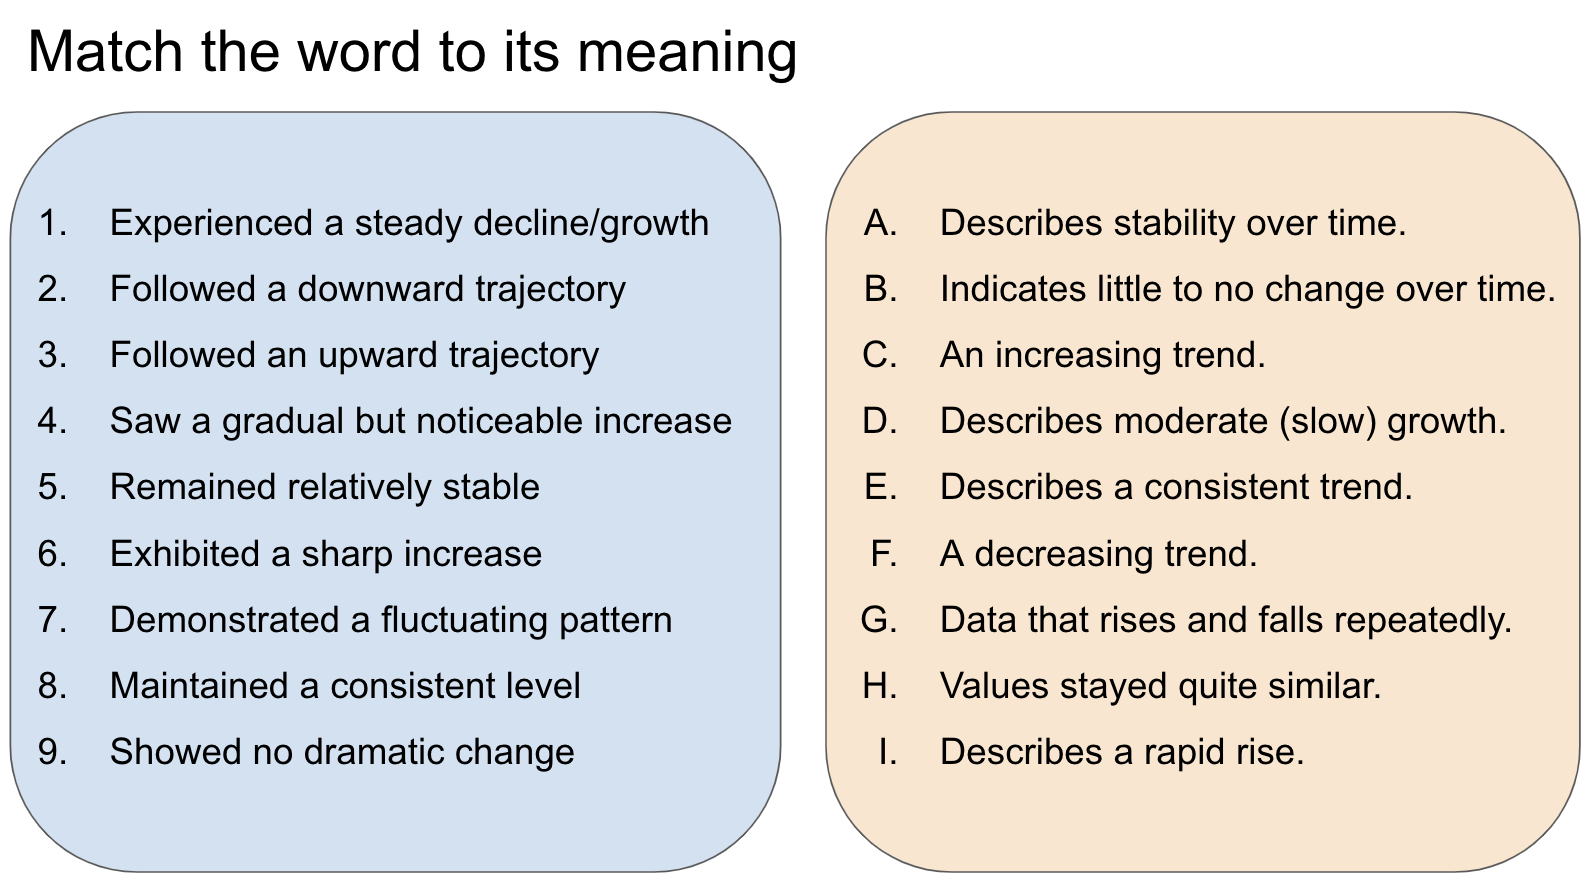 Match the word to its meaning
1. Experienced a steady decline/growth
2. Followed a downward trajectory
3. Followed an upward trajectory
4. Saw a gradual but noticeable increase
5. Remained relatively stable
6. Exhibited a sharp increase
7. Demonstrated a fluctuating pattern
8. Maintained a consistent level
9. Showed no dramatic change
A. Describes stability over time.
B. Indicates little to no change over time.
C. An increasing trend.
D. Describes moderate (slow) growth.
E. Describes a consistent trend.
F. A decreasing trend.
G. Data that rises and falls repeatedly.
H. Values stayed quite similar.
I. Describes a rapid rise.